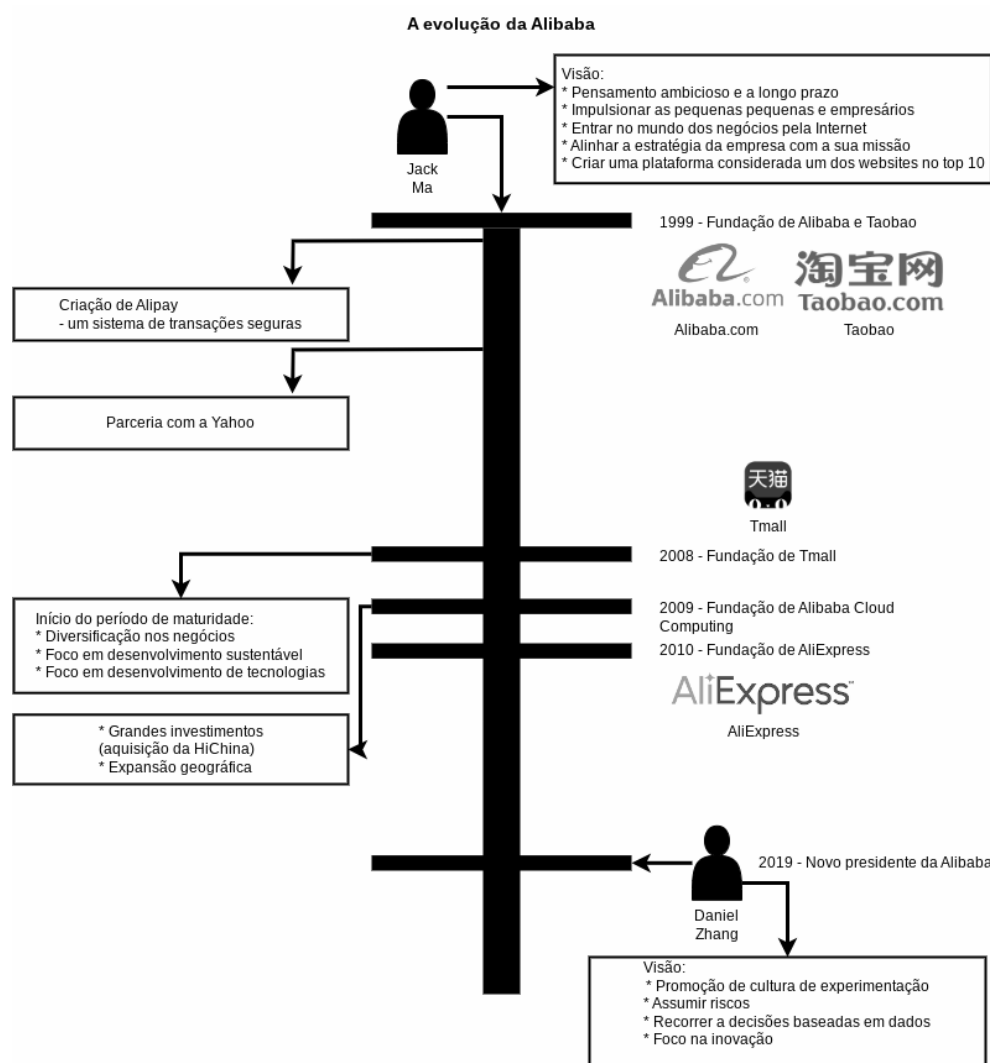 A evolução da Alibaba
Visão:
* Pensamento ambicioso e a longo prazo
* Impulsionar as pequenas pequenas e empresários
* Entrar no mundo dos negócios pela Internet
* Alinhar a estratégia da empresa com a sua missão
* Criar uma plataforma considerada um dos websites no top 10
Jack
Ma
1999 - Fundação de Alibaba e Taobao
淘宝网
Alibaba.com
Taobao.com
Alibaba.com
Taobao
Criação de Alipay
- um sistema de transações seguras
Parceria com a Yahoo
天猫
Tmall
2008 - Fundação de Tmall
Início do período de maturidade:
* Diversificação nos negócios
* Foco em desenvolvimento sustentável
* Foco em desenvolvimento de tecnologias
2009 - Fundação de Alibaba Cloud
Computing
2010 - Fundação de AliExpress
AliExpress™
AliExpress
* Grandes investimentos
(aquisição da HiChina)
* Expansão geográfica
2019 - Novo presidente da Alibaba
Daniel
Zhang
Visão:
* Promoção de cultura de experimentação
* Assumir riscos
* Recorrer a decisões baseadas em dados
* Foco na inovação